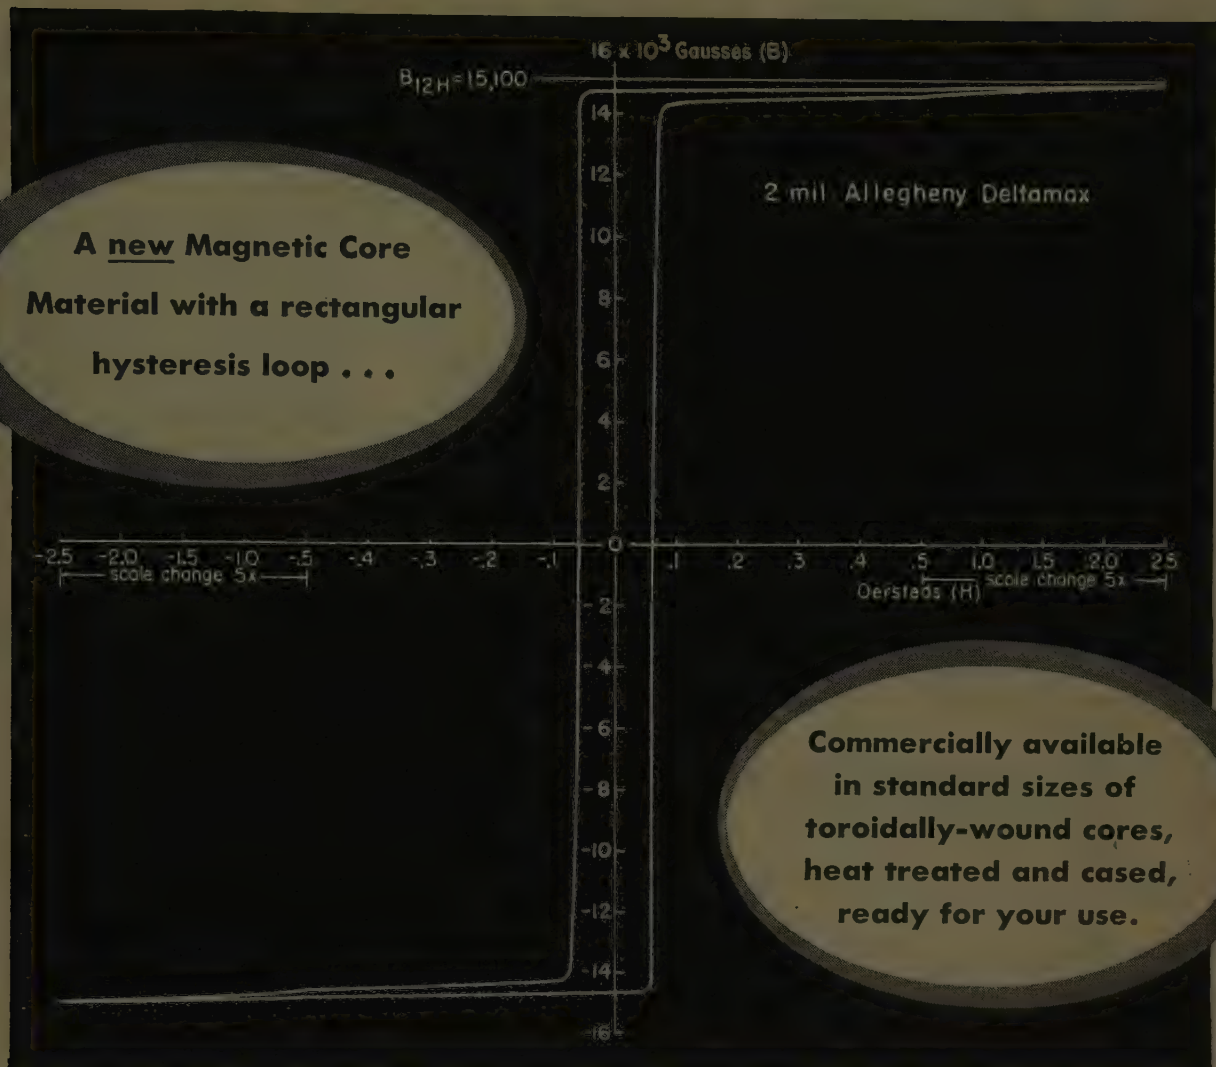 16 x 10³ Gausses (B)
B12H=15,100
14
2 mil Allegheny Deltamax
12
A new Magnetic Core
Material with a rectangular
hysteresis loop . . .
10
8
6
4
2
-2.5 -2.0 -1.5 -1.0 -.5 -.4 -.3 -.2 -.1 0 .1 .2 .3 .4 .5 1.0 1.5 2.0 2.5
scale change 5x scale change 5x
Oersteds (H)
-2
-4
-6
-8
-10
-12
-14
-16
Commercially available
in standard sizes of
toroidally-wound cores,
heat treated and cased,
ready for your use.